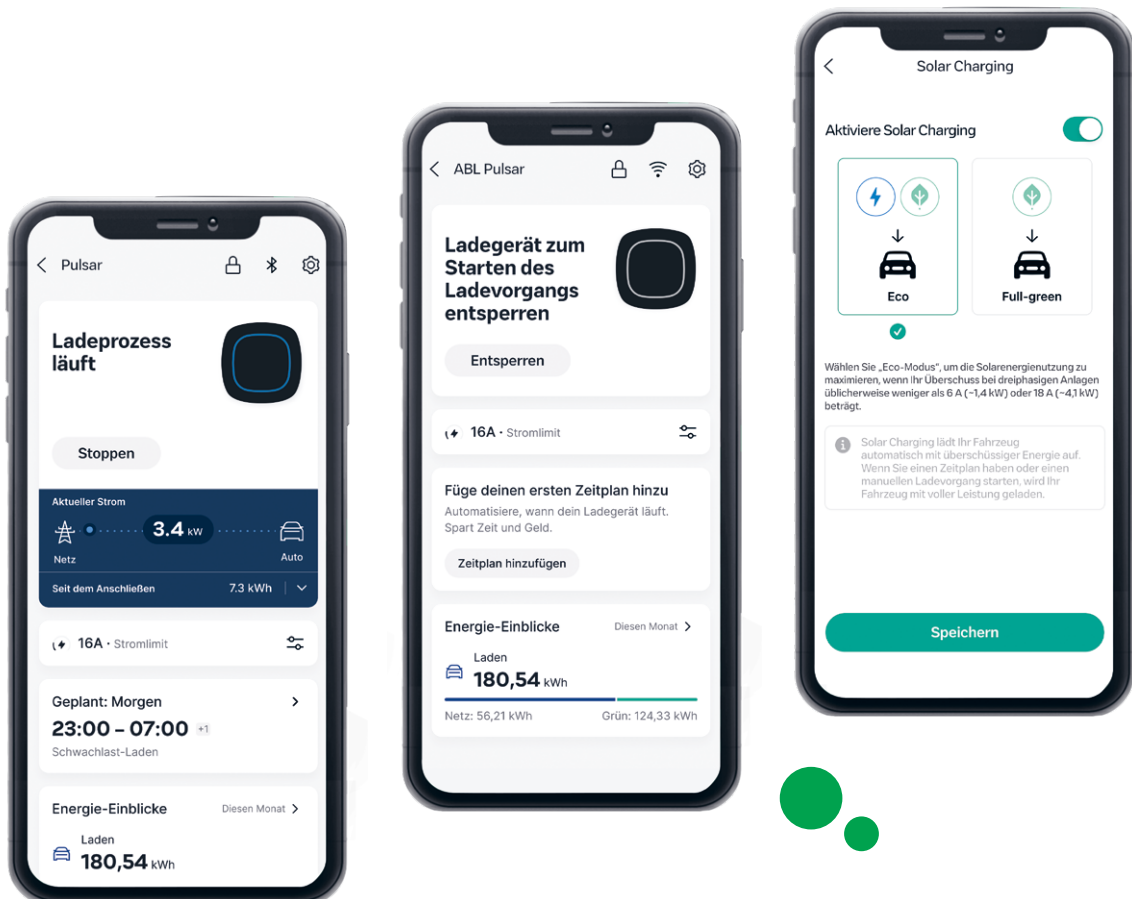 Pulsar
Ladeprozess
läuft
Stoppen
Aktueller Strom
3.4 kW
Netz
Auto
Seit dem Anschließen 7.3 kWh
16A · Stromlimit
Geplant: Morgen
23:00 – 07:00 +1
Schwachlast-Laden
Energie-Einblicke Diesen Monat
Laden
180,54 kWh
ABL Pulsar
Ladegerät zum
Starten des
Ladevorgangs
entsperren
Entsperren
16A · Stromlimit
Füge deinen ersten Zeitplan hinzu
Automatisiere, wann dein Ladegerät läuft.
Spart Zeit und Geld.
Zeitplan hinzufügen
Energie-Einblicke Diesen Monat
Laden
180,54 kWh
Netz: 56,21 kWh Grün: 124,33 kWh
Solar Charging
Aktiviere Solar Charging
Eco
Full-green
Wählen Sie „Eco-Modus“, um die Solarenergienutzung zu
maximieren, wenn Ihr Überschuss bei dreiphasigen Anlagen
üblicherweise weniger als 6 A (~1,4 kW) oder 18 A (~4,1 kW)
beträgt.
Solar Charging lädt Ihr Fahrzeug
automatisch mit überschüssiger Energie auf.
Wenn Sie einen Zeitplan haben oder einen
manuellen Ladevorgang starten, wird Ihr
Fahrzeug mit voller Leistung geladen.
Speichern